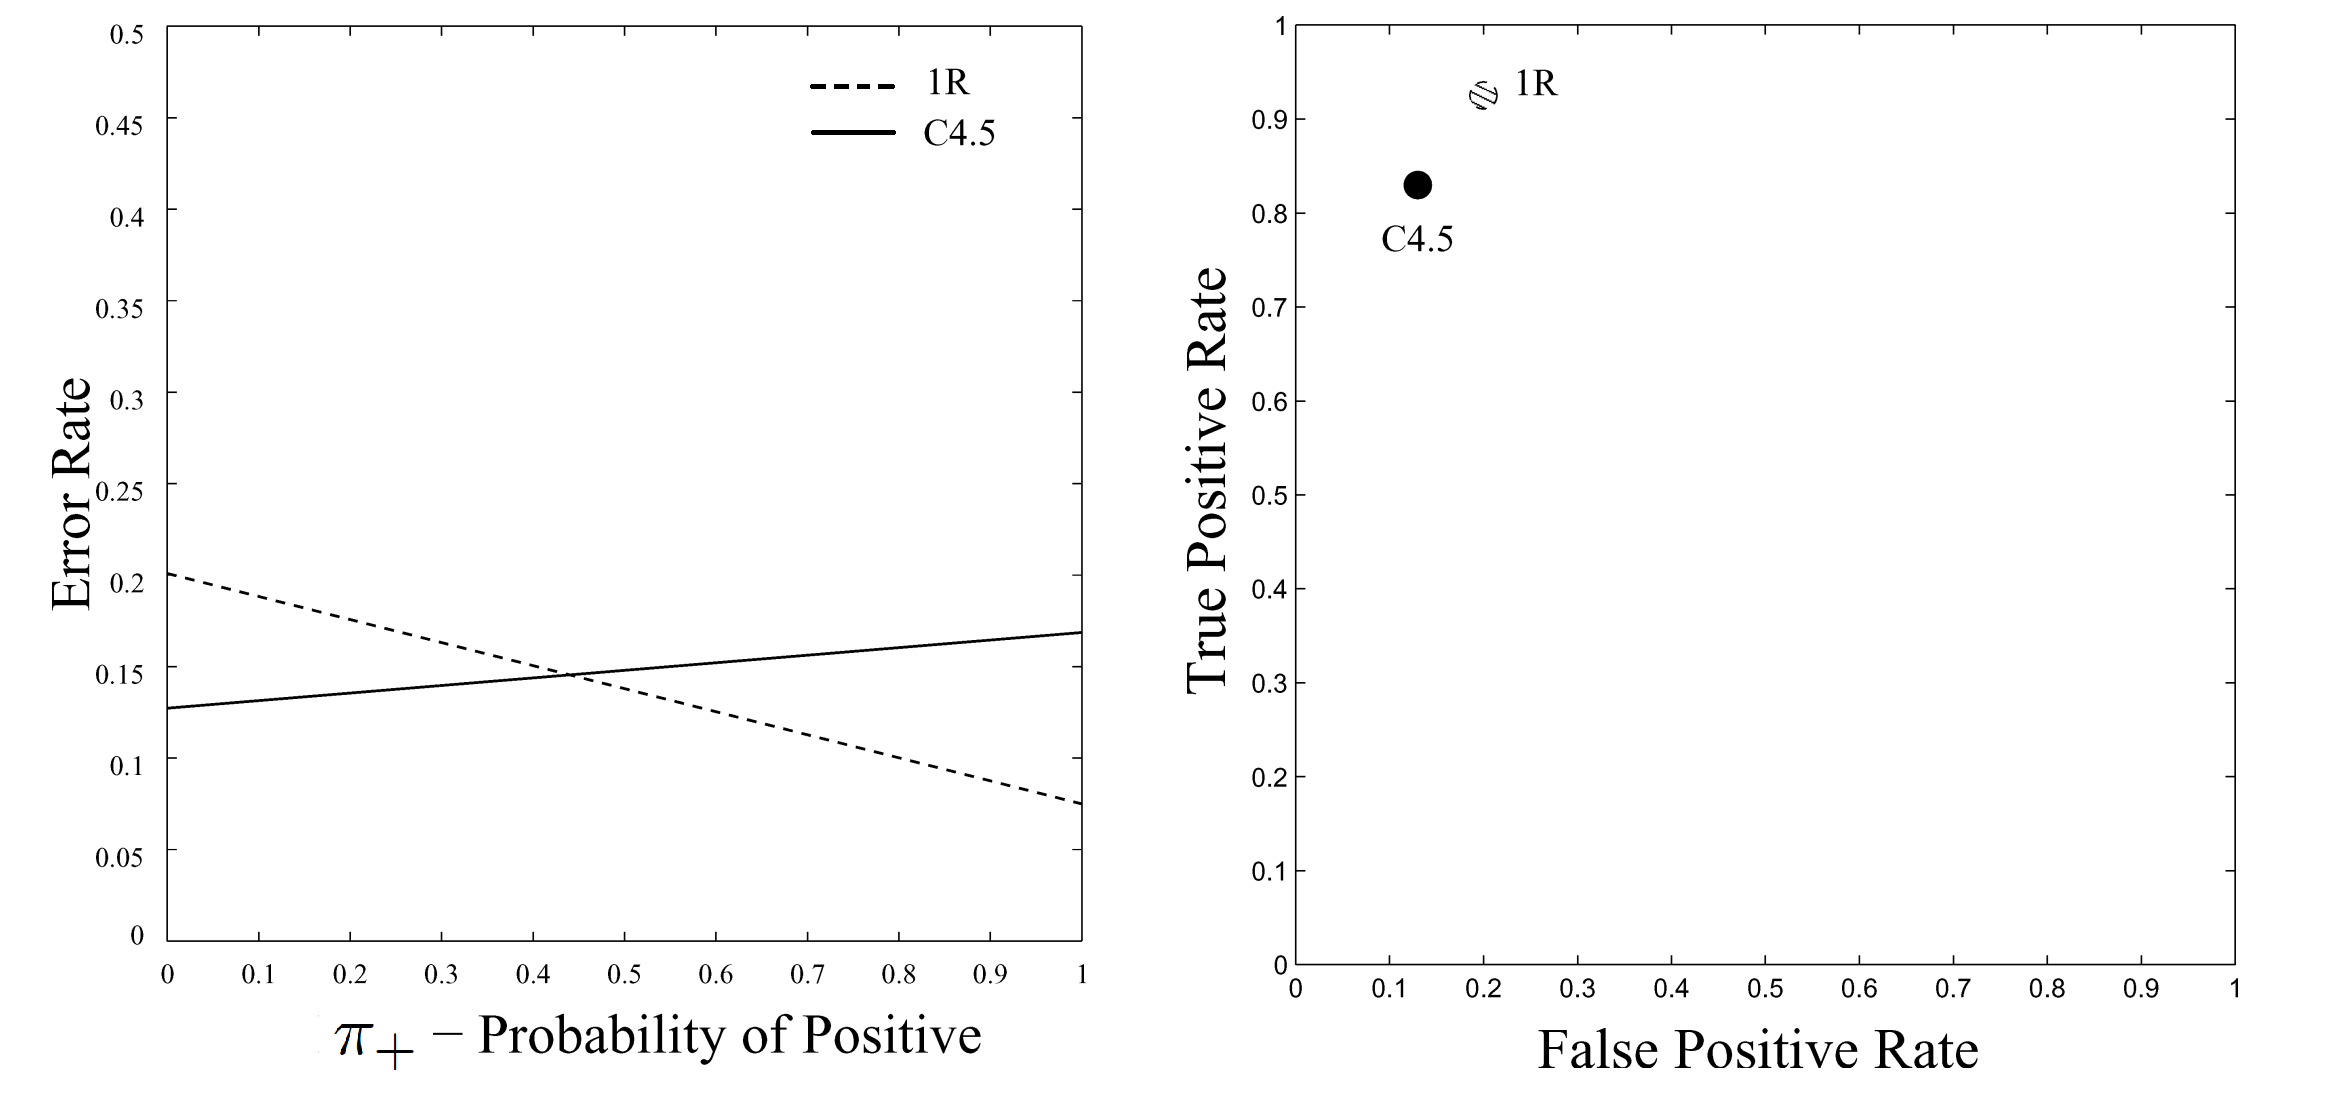 0.5
0.45
0.4
0.35
0.3
0.25
0.2
0.15
0.1
0.05
0
Error Rate
1R
C4.5
0 0.1 0.2 0.3 0.4 0.5 0.6 0.7 0.8 0.9 1
π+ – Probability of Positive
1
0.9
0.8
0.7
0.6
0.5
0.4
0.3
0.2
0.1
0
True Positive Rate
1R
C4.5
0 0.1 0.2 0.3 0.4 0.5 0.6 0.7 0.8 0.9 1
False Positive Rate